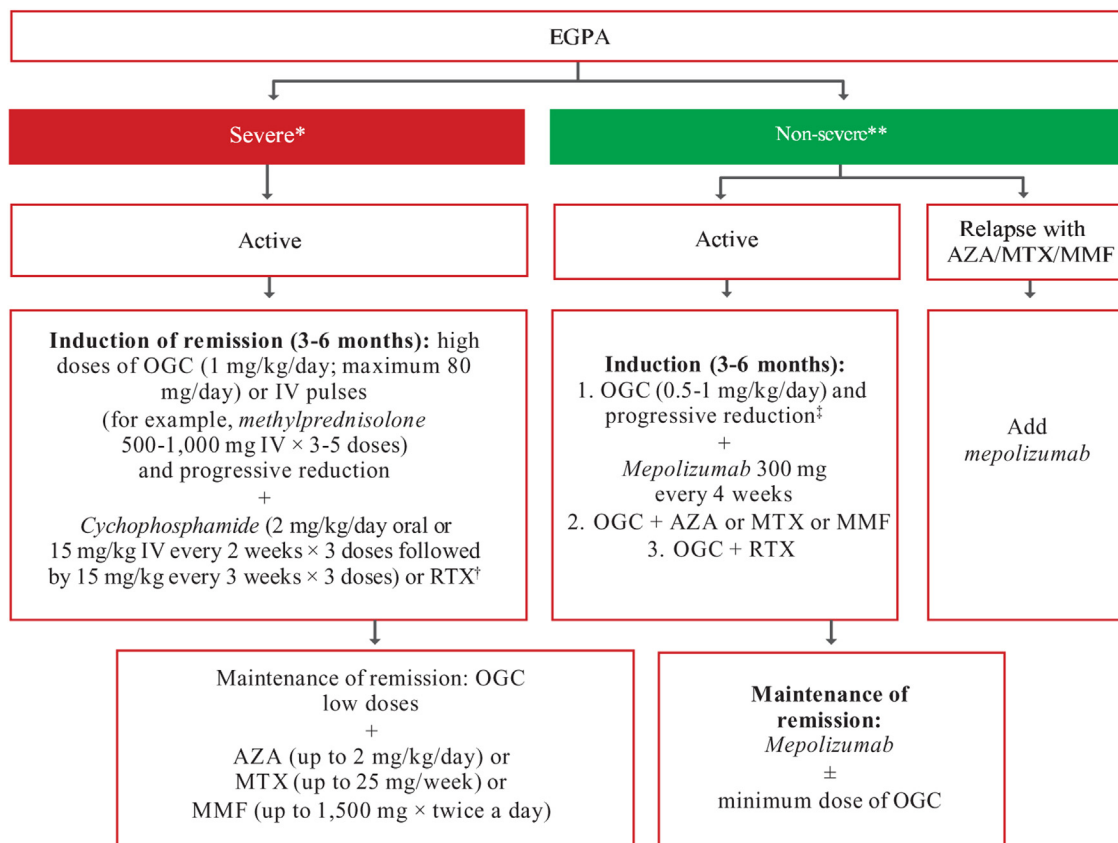 EGPA
Severe*
Non-severe**
Active
Active
Relapse with
AZA/MTX/MMF
Induction of remission (3-6 months): high
doses of OGC (1 mg/kg/day; maximum 80
mg/day) or IV pulses
(for example, methylprednisolone
500-1,000 mg IV × 3-5 doses)
and progressive reduction
+
Cychophosphamide (2 mg/kg/day oral or
15 mg/kg IV every 2 weeks × 3 doses followed
by 15 mg/kg every 3 weeks × 3 doses) or RTX†
Induction (3-6 months):
1. OGC (0.5-1 mg/kg/day) and
progressive reduction‡
+
Mepolizumab 300 mg
every 4 weeks
2. OGC + AZA or MTX or MMF
3. OGC + RTX
Add
mepolizumab
Maintenance of remission: OGC
low doses
+
AZA (up to 2 mg/kg/day) or
MTX (up to 25 mg/week) or
MMF (up to 1,500 mg × twice a day)
Maintenance of
remission:
Mepolizumab
±
minimum dose of OGC